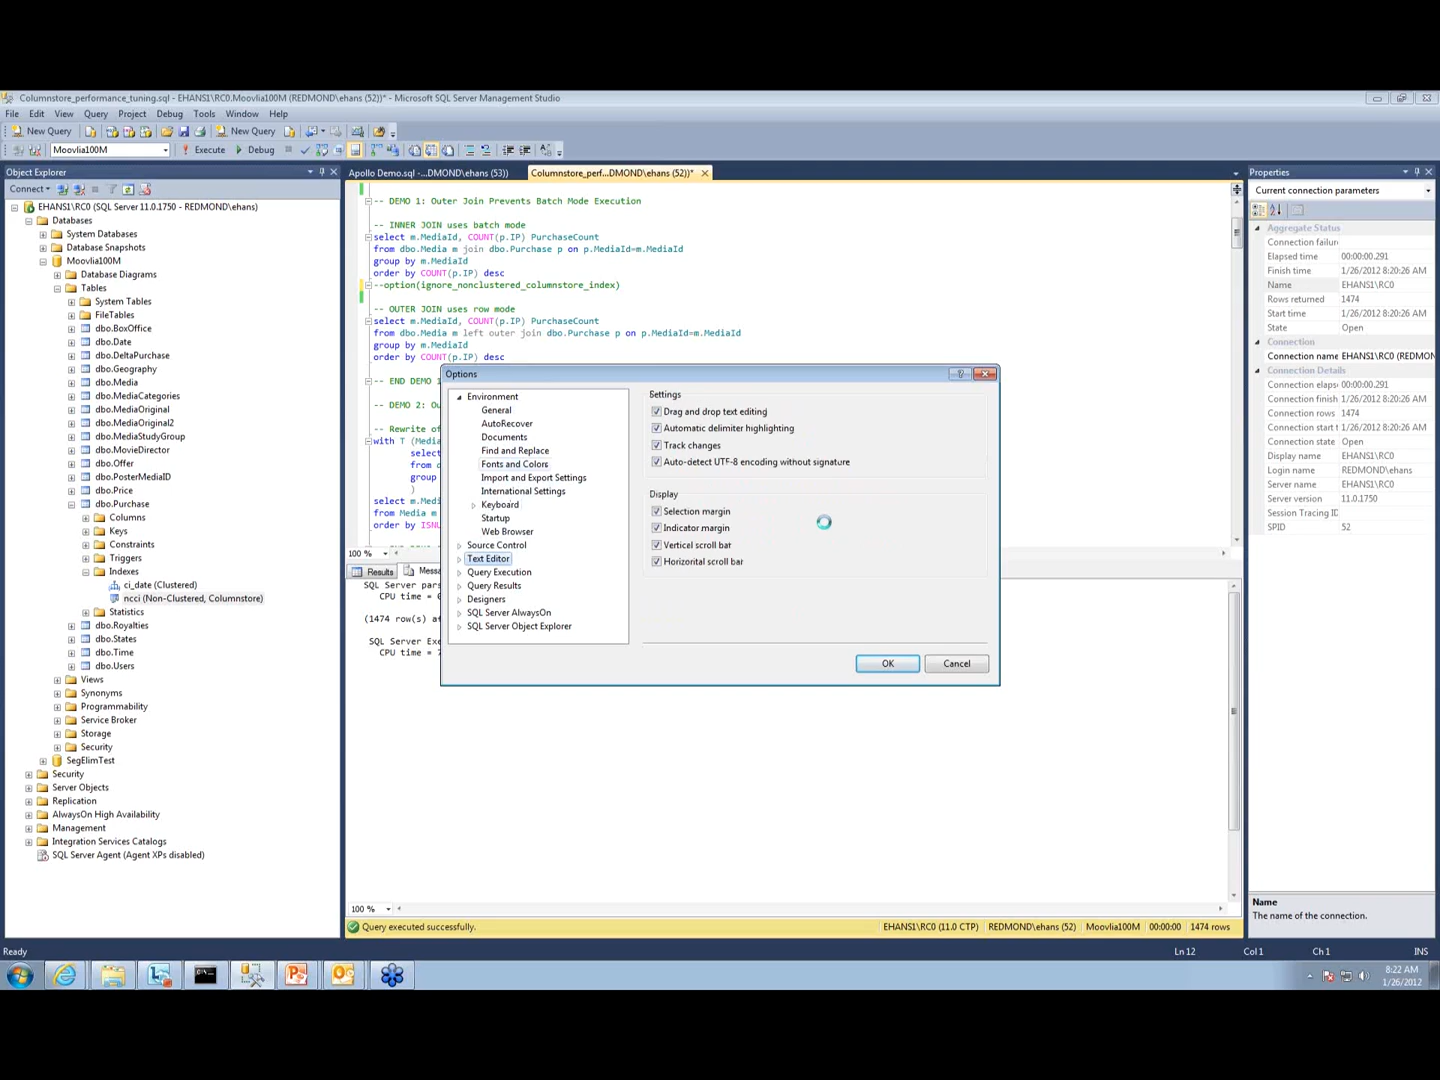 Columnstore_performance_tuning.sql - EHANS1\RC0.Moovlia100M (REDMOND\ehans (52))* - Microsoft SQL Server Management Studio
File Edit View Query Project Debug Tools Window Help
New Query New Query
Moovlia100M Execute Debug
Object Explorer
Connect
EHANS1\RC0 (SQL Server 11.0.1750 - REDMOND\ehans)
Databases
System Databases
Database Snapshots
Moovlia100M
Database Diagrams
Tables
System Tables
FileTables
dbo.BoxOffice
dbo.Date
dbo.DeltaPurchase
dbo.Geography
dbo.Media
dbo.MediaCategories
dbo.MediaOriginal
dbo.MediaOriginal2
dbo.MediaStudyGroup
dbo.MovieDirector
dbo.Offer
dbo.PosterMediaID
dbo.Price
dbo.Purchase
Columns
Keys
Constraints
Triggers
Indexes
ci_date (Clustered)
ncci (Non-Clustered, Columnstore)
Statistics
dbo.Royalties
dbo.States
dbo.Time
dbo.Users
Views
Synonyms
Programmability
Service Broker
Storage
Security
SegElimTest
Security
Server Objects
Replication
AlwaysOn High Availability
Management
Integration Services Catalogs
SQL Server Agent (Agent XPs disabled)
Apollo Demo.sql -...DMOND\ehans (53)) Columnstore_perf...DMOND\ehans (52))*
-- DEMO 1: Outer Join Prevents Batch Mode Execution
-- INNER JOIN uses batch mode
select m.MediaId, COUNT(p.IP) PurchaseCount
from dbo.Media m join dbo.Purchase p on p.MediaId=m.MediaId
group by m.MediaId
order by COUNT(p.IP) desc
--option(ignore_nonclustered_columnstore_index)
-- OUTER JOIN uses row mode
select m.MediaId, COUNT(p.IP) PurchaseCount
from dbo.Media m left outer join dbo.Purchase p on p.MediaId=m.MediaId
group by m.MediaId
order by COUNT(p.IP) desc
-- END DEMO 1
-- DEMO 2: Ou
-- Rewrite of
with T (Medi
select
from d
group
)
select m.Medi
from Media m
order by ISN
100 %
Results Messa
SQL Server pars
CPU time = 
(1474 row(s) af
SQL Server Exe
CPU time = 
100 %
Query executed successfully. EHANS1\RC0 (11.0 CTP) REDMOND\ehans (52) Moovlia100M 00:00:00 1474 rows
Options
Environment
General
AutoRecover
Documents
Find and Replace
Fonts and Colors
Import and Export Settings
International Settings
Keyboard
Startup
Web Browser
Source Control
Text Editor
Query Execution
Query Results
Designers
SQL Server AlwaysOn
SQL Server Object Explorer
Settings
Drag and drop text editing
Automatic delimiter highlighting
Track changes
Auto-detect UTF-8 encoding without signature
Display
Selection margin
Indicator margin
Vertical scroll bar
Horizontal scroll bar
OK Cancel
Properties
Current connection parameters
Aggregate Status
Connection failur
Elapsed time 00:00:00.291
Finish time 1/26/2012 8:20:26 AM
Name EHANS1\RC0
Rows returned 1474
Start time 1/26/2012 8:20:26 AM
State Open
Connection
Connection name EHANS1\RC0 (REDMON
Connection Details
Connection elaps 00:00:00.291
Connection finish 1/26/2012 8:20:26 AM
Connection rows 1474
Connection start t 1/26/2012 8:20:26 AM
Connection state Open
Display name EHANS1\RC0
Login name REDMOND\ehans
Server name EHANS1\RC0
Server version 11.0.1750
Session Tracing ID
SPID 52
Name
The name of the connection.
Ready Ln 12 Col 1 Ch 1 INS
8:22 AM
1/26/2012